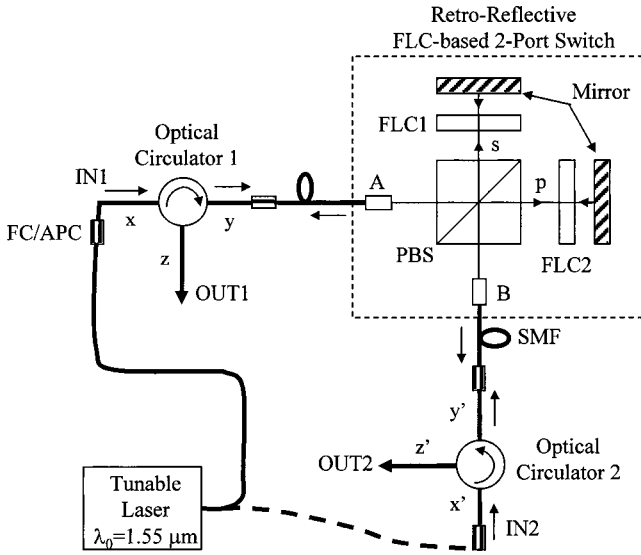 Retro-Reflective
FLC-based 2-Port Switch
Mirror
FLC1
Optical
Circulator 1
s
IN1
A
p
x
y
FC/APC
z
PBS
FLC2
OUT1
B
SMF
y’
z’
Optical
Circulator 2
OUT2
x’
Tunable
Laser
λ0=1.55 μm
IN2